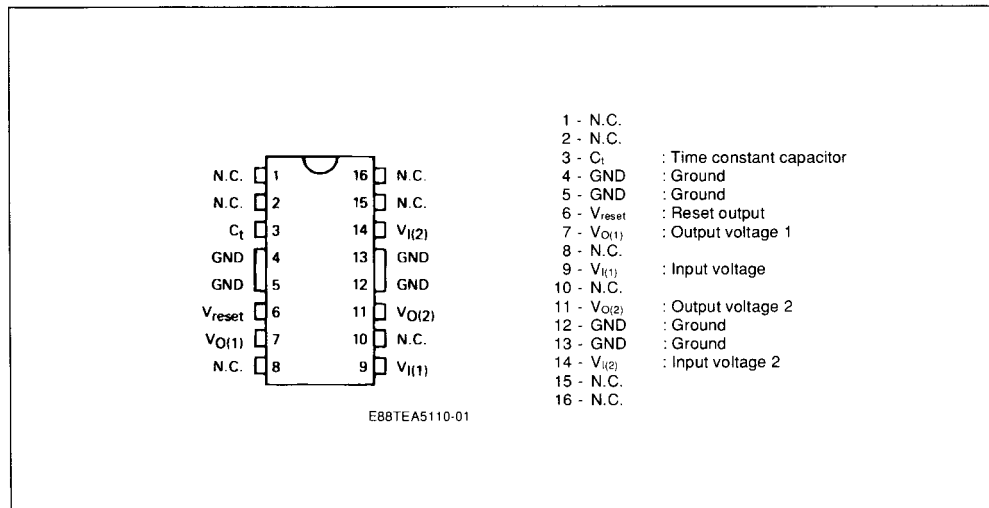 N.C. 1 16 N.C.
N.C. 2 15 N.C.
Ct 3 14 VI(2)
GND 4 13 GND
GND 5 12 GND
Vreset 6 11 VO(2)
VO(1) 7 10 N.C.
N.C. 8 9 VI(1)
E88TEA5110-01
1 - N.C.
2 - N.C.
3 - Ct : Time constant capacitor
4 - GND : Ground
5 - GND : Ground
6 - Vreset : Reset output
7 - VO(1) : Output voltage 1
8 - N.C.
9 - VI(1) : Input voltage
10 - N.C.
11 - VO(2) : Output voltage 2
12 - GND : Ground
13 - GND : Ground
14 - VI(2) : Input voltage 2
15 - N.C.
16 - N.C.